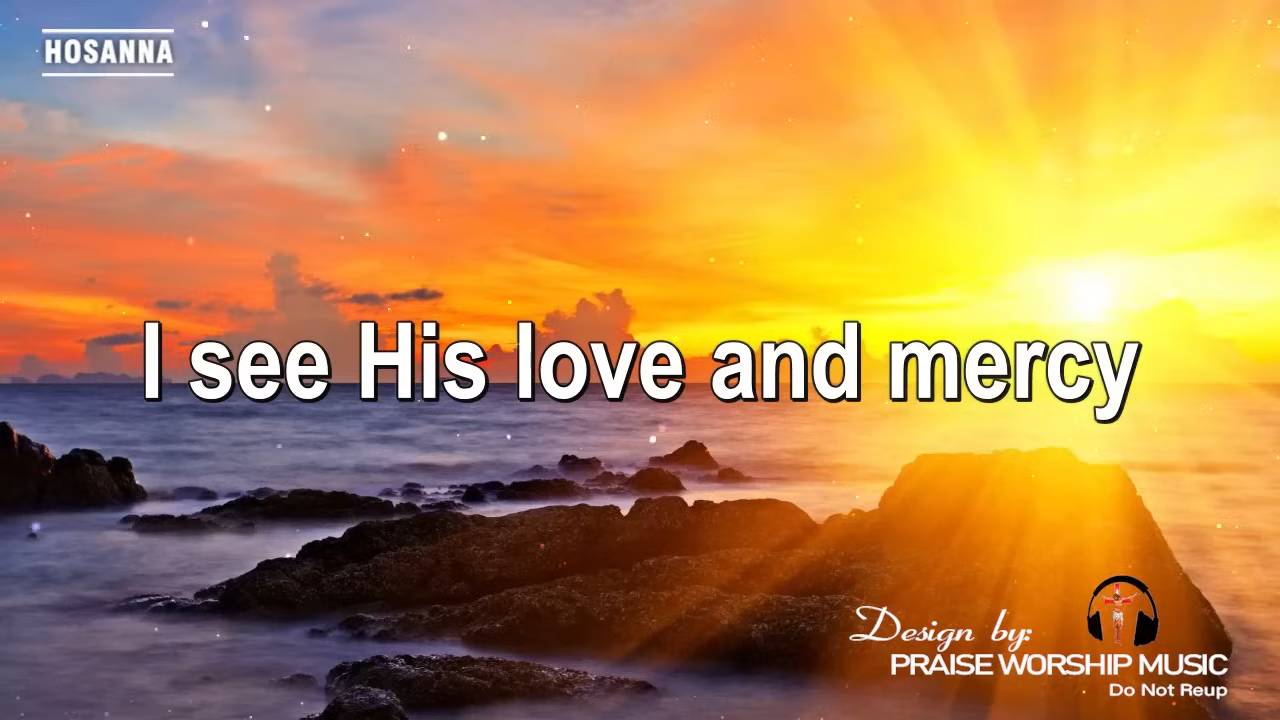 HOSANNA
I see His love and mercy
Design by:
PRAISE WORSHIP MUSIC
Do Not Reup